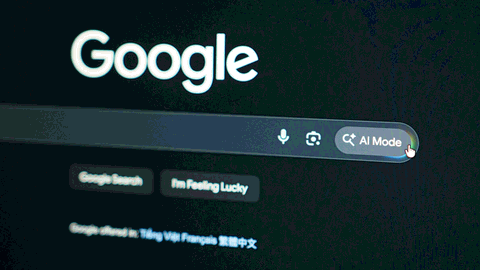 Google
AI Mode
Google Search I'm Feeling Lucky
Google offered in: Tiếng Việt Français 繁體中文